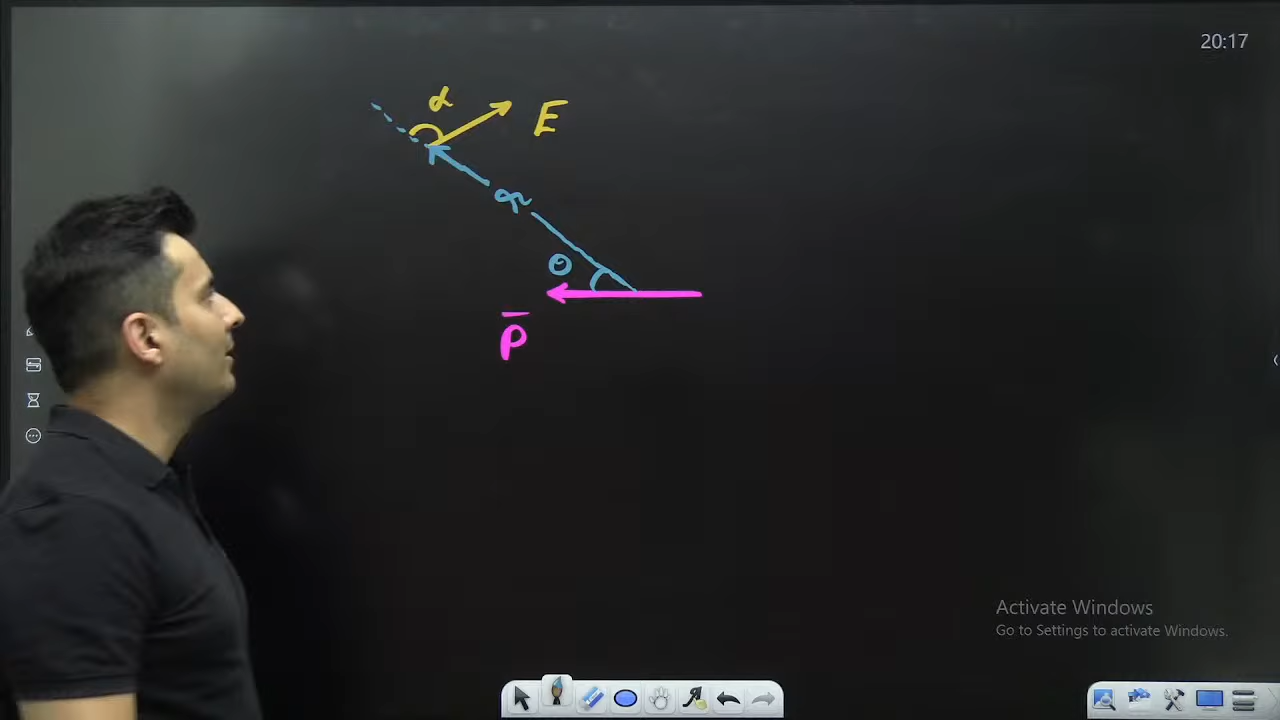 20:17
α
E
r
θ
p̄
Activate Windows
Go to Settings to activate Windows.